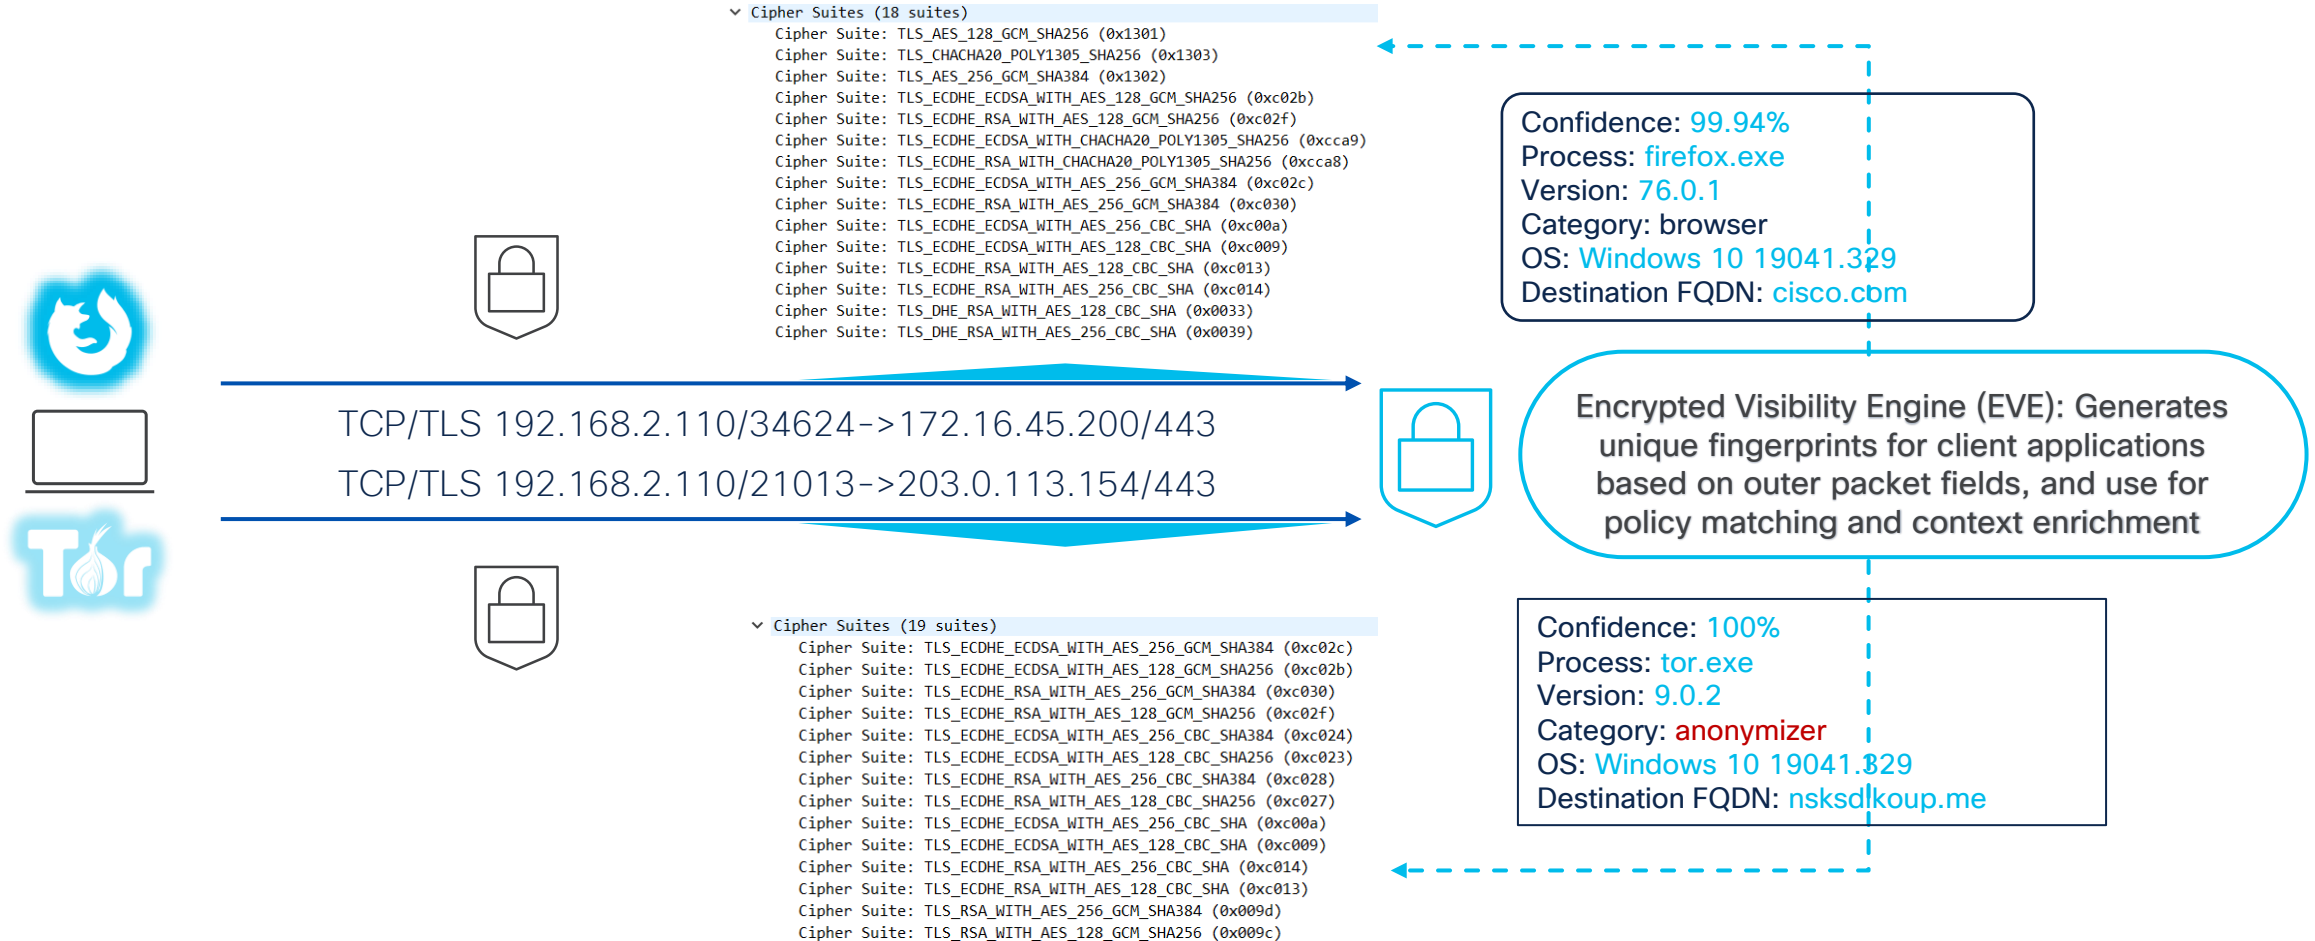 Cipher Suites (18 suites)
Cipher Suite: TLS_AES_128_GCM_SHA256 (0x1301)
Cipher Suite: TLS_CHACHA20_POLY1305_SHA256 (0x1303)
Cipher Suite: TLS_AES_256_GCM_SHA384 (0x1302)
Cipher Suite: TLS_ECDHE_ECDSA_WITH_AES_128_GCM_SHA256 (0xc02b)
Cipher Suite: TLS_ECDHE_RSA_WITH_AES_128_GCM_SHA256 (0xc02f)
Cipher Suite: TLS_ECDHE_ECDSA_WITH_CHACHA20_POLY1305_SHA256 (0xcca9)
Cipher Suite: TLS_ECDHE_RSA_WITH_CHACHA20_POLY1305_SHA256 (0xcca8)
Cipher Suite: TLS_ECDHE_ECDSA_WITH_AES_256_GCM_SHA384 (0xc02c)
Cipher Suite: TLS_ECDHE_RSA_WITH_AES_256_GCM_SHA384 (0xc030)
Cipher Suite: TLS_ECDHE_ECDSA_WITH_AES_256_CBC_SHA (0xc00a)
Cipher Suite: TLS_ECDHE_ECDSA_WITH_AES_128_CBC_SHA (0xc009)
Cipher Suite: TLS_ECDHE_RSA_WITH_AES_128_CBC_SHA (0xc013)
Cipher Suite: TLS_ECDHE_RSA_WITH_AES_256_CBC_SHA (0xc014)
Cipher Suite: TLS_DHE_RSA_WITH_AES_128_CBC_SHA (0x0033)
Cipher Suite: TLS_DHE_RSA_WITH_AES_256_CBC_SHA (0x0039)
Confidence: 99.94%
Process: firefox.exe
Version: 76.0.1
Category: browser
OS: Windows 10 19041.329
Destination FQDN: cisco.com
TCP/TLS 192.168.2.110/34624->172.16.45.200/443
TCP/TLS 192.168.2.110/21013->203.0.113.154/443
Encrypted Visibility Engine (EVE): Generates
unique fingerprints for client applications
based on outer packet fields, and use for
policy matching and context enrichment
Tor
Cipher Suites (19 suites)
Cipher Suite: TLS_ECDHE_ECDSA_WITH_AES_256_GCM_SHA384 (0xc02c)
Cipher Suite: TLS_ECDHE_ECDSA_WITH_AES_128_GCM_SHA256 (0xc02b)
Cipher Suite: TLS_ECDHE_RSA_WITH_AES_256_GCM_SHA384 (0xc030)
Cipher Suite: TLS_ECDHE_RSA_WITH_AES_128_GCM_SHA256 (0xc02f)
Cipher Suite: TLS_ECDHE_ECDSA_WITH_AES_256_CBC_SHA384 (0xc024)
Cipher Suite: TLS_ECDHE_ECDSA_WITH_AES_128_CBC_SHA256 (0xc023)
Cipher Suite: TLS_ECDHE_RSA_WITH_AES_256_CBC_SHA384 (0xc028)
Cipher Suite: TLS_ECDHE_RSA_WITH_AES_128_CBC_SHA256 (0xc027)
Cipher Suite: TLS_ECDHE_ECDSA_WITH_AES_256_CBC_SHA (0xc00a)
Cipher Suite: TLS_ECDHE_ECDSA_WITH_AES_128_CBC_SHA (0xc009)
Cipher Suite: TLS_ECDHE_RSA_WITH_AES_256_CBC_SHA (0xc014)
Cipher Suite: TLS_ECDHE_RSA_WITH_AES_128_CBC_SHA (0xc013)
Cipher Suite: TLS_RSA_WITH_AES_256_GCM_SHA384 (0x009d)
Cipher Suite: TLS_RSA_WITH_AES_128_GCM_SHA256 (0x009c)
Confidence: 100%
Process: tor.exe
Version: 9.0.2
Category: anonymizer
OS: Windows 10 19041.329
Destination FQDN: nsksdlkoup.me